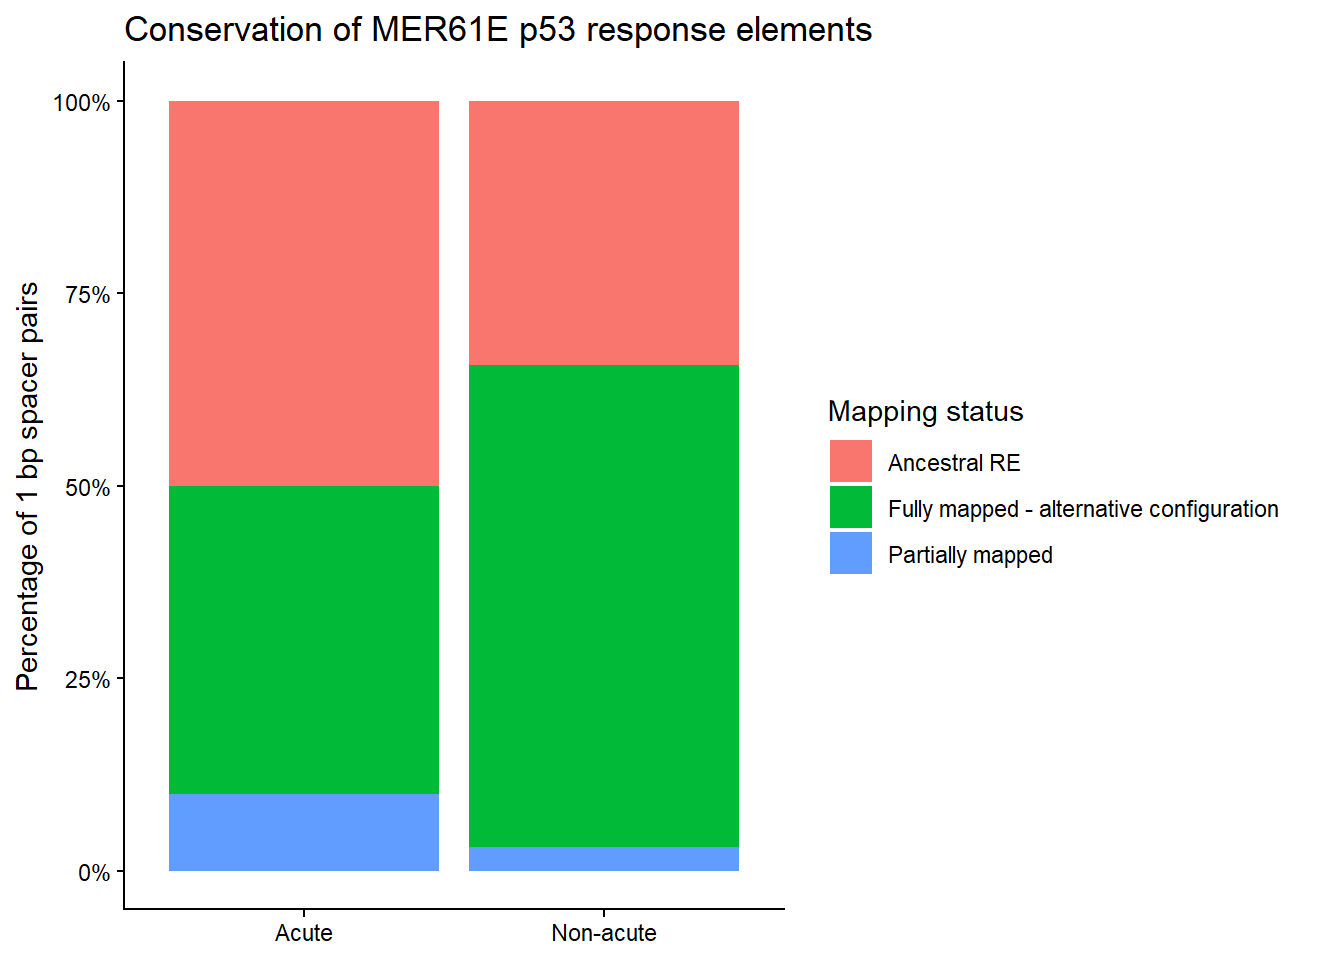 Conservation of MER61E p53 response elements
Percentage of 1 bp spacer pairs
100%
75%
50%
25%
0%
Acute
Non-acute
Mapping status
Ancestral RE
Fully mapped - alternative configuration
Partially mapped